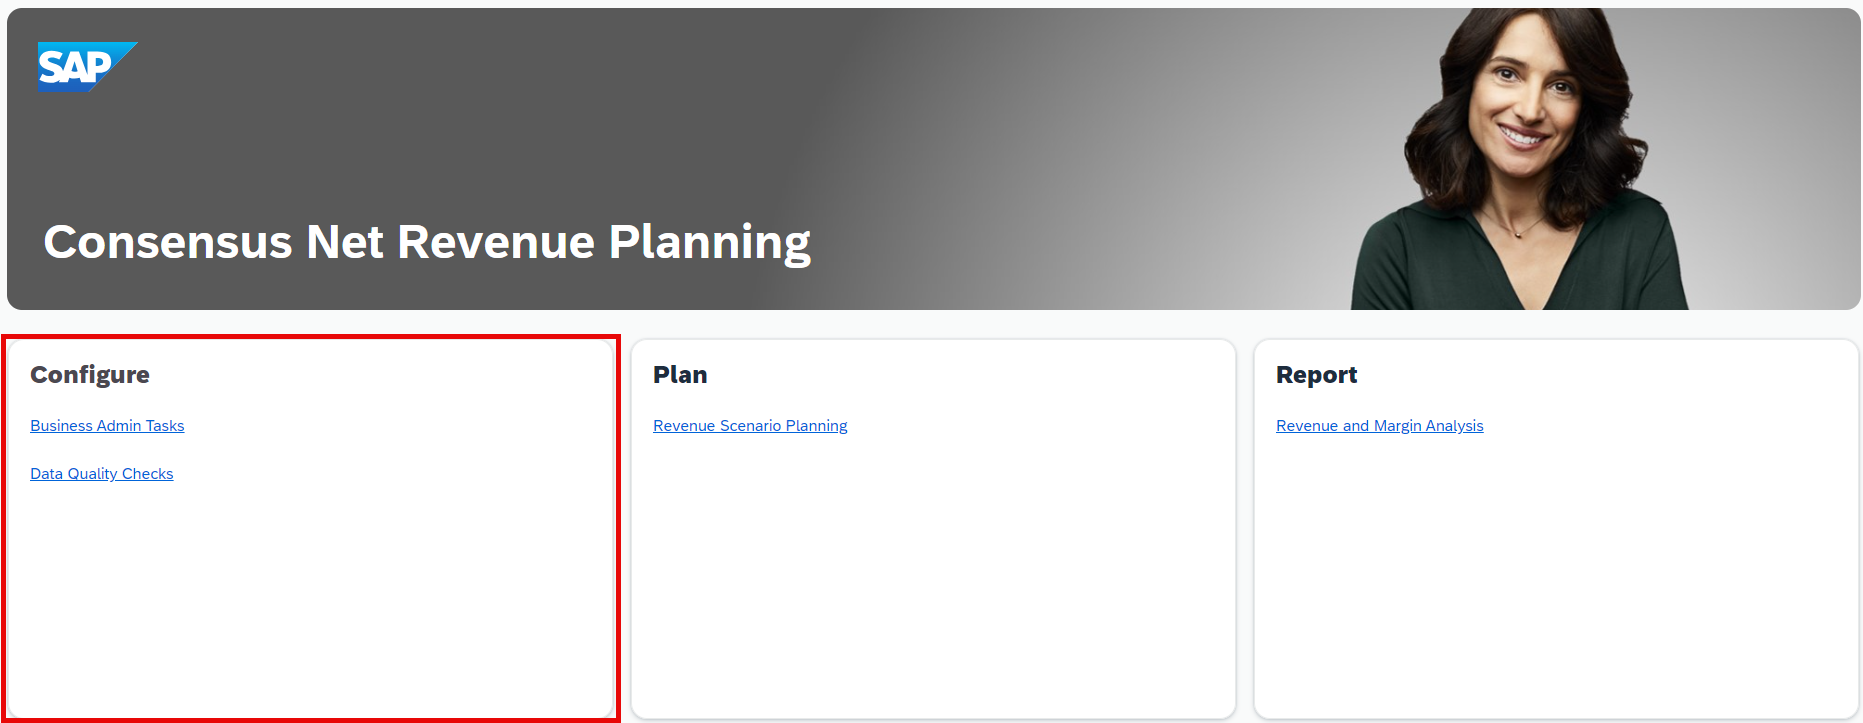 SAP
Consensus Net Revenue Planning
Configure
Business Admin Tasks
Data Quality Checks
Plan
Revenue Scenario Planning
Report
Revenue and Margin Analysis